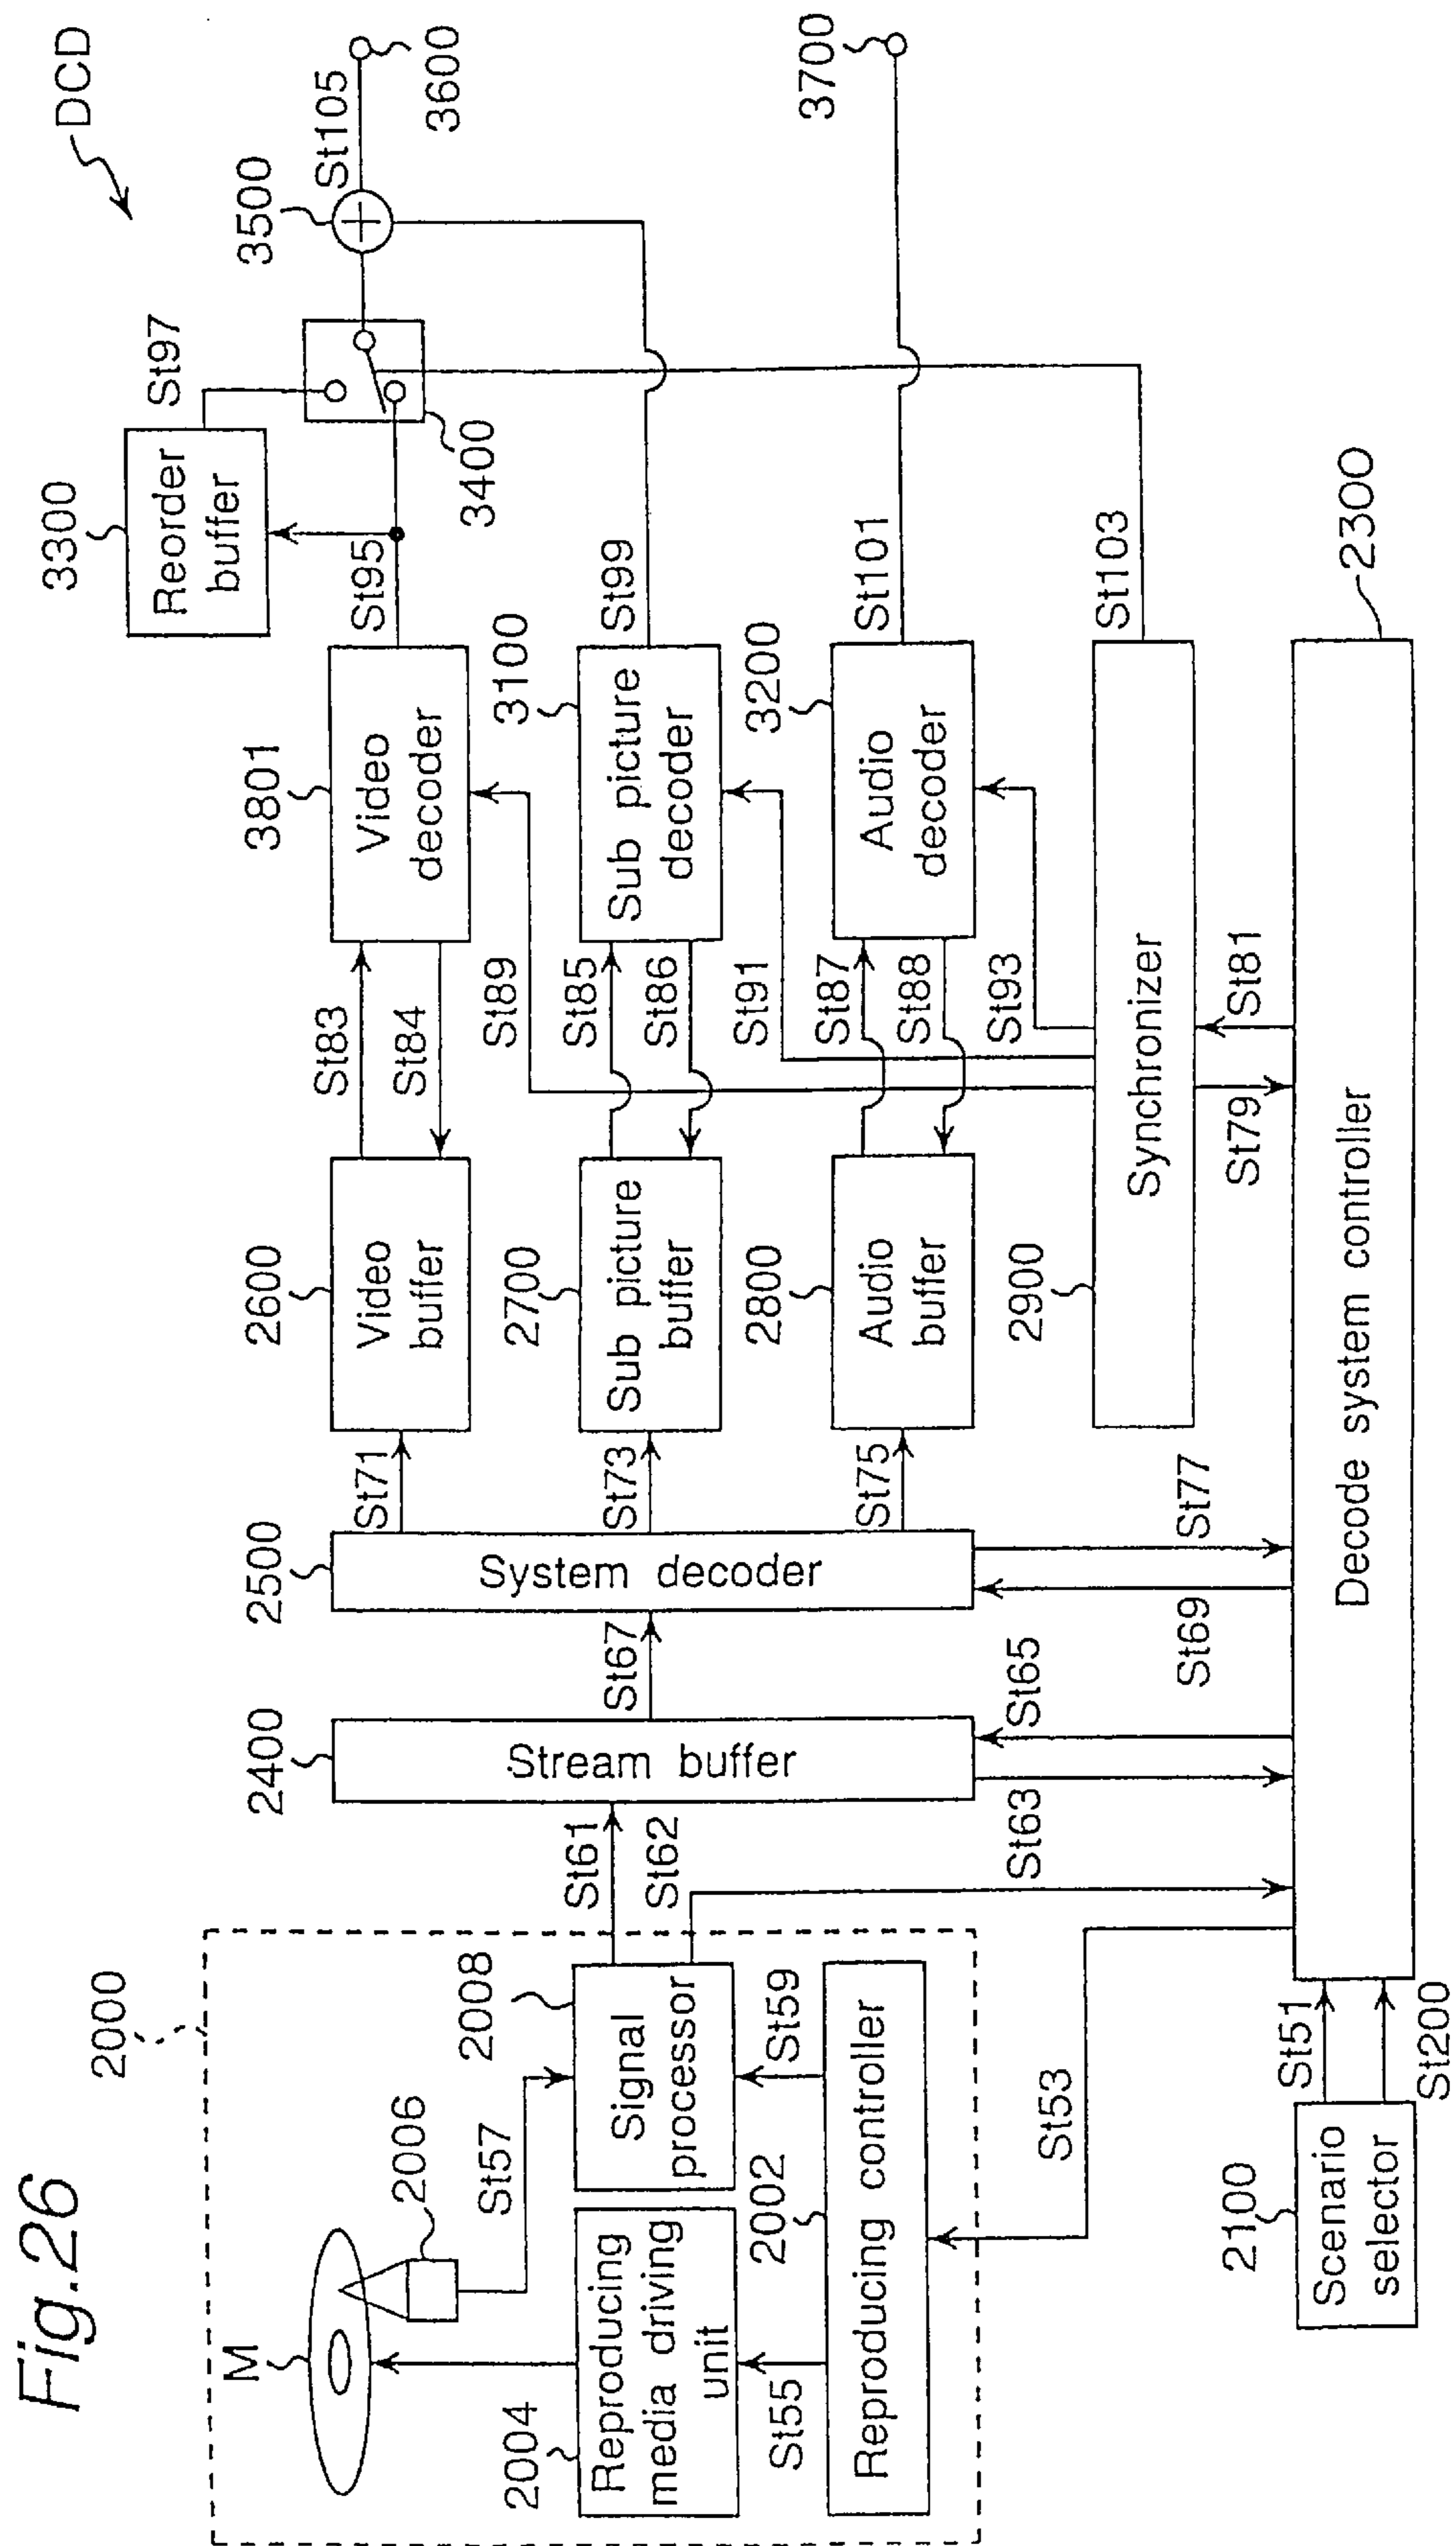 Fig.26
DCD
2000
M
2006
St57
2004
Reproducing
media driving
unit
2008
Signal
processor
St55
St59
2002
Reproducing controller
St53
2100
Scenario
selector
St51
St200
St61
St62
2400
Stream buffer
St63
St65
St67
2500
System decoder
St69
St77
St71
St73
St75
2600
Video
buffer
2700
Sub picture
buffer
2800
Audio
buffer
2900
Synchronizer
St79
St81
2300
Decode system controller
St83
St84
St89
St85
St86
St91
St87
St88
St93
3801
Video
decoder
3100
Sub picture
decoder
3200
Audio
decoder
St95
St99
St101
St103
3300
Reorder
buffer
St97
3400
3500
St105
3600
3700